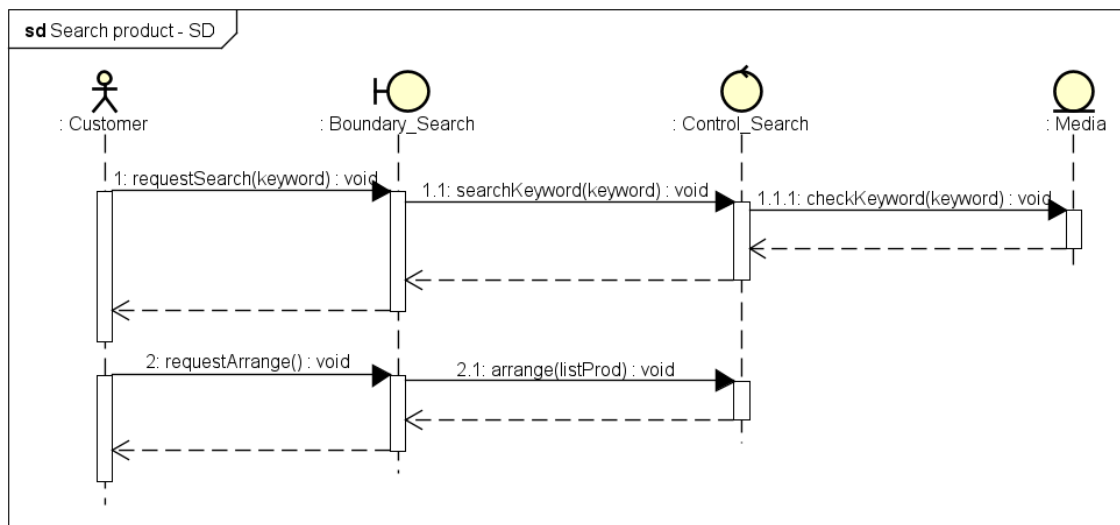 sd Search product - SD
: Customer
: Boundary_Search
: Control_Search
: Media
1: requestSearch(keyword) : void
1.1: searchKeyword(keyword) : void
1.1.1: checkKeyword(keyword) : void
2: requestArrange() : void
2.1: arrange(listProd) : void